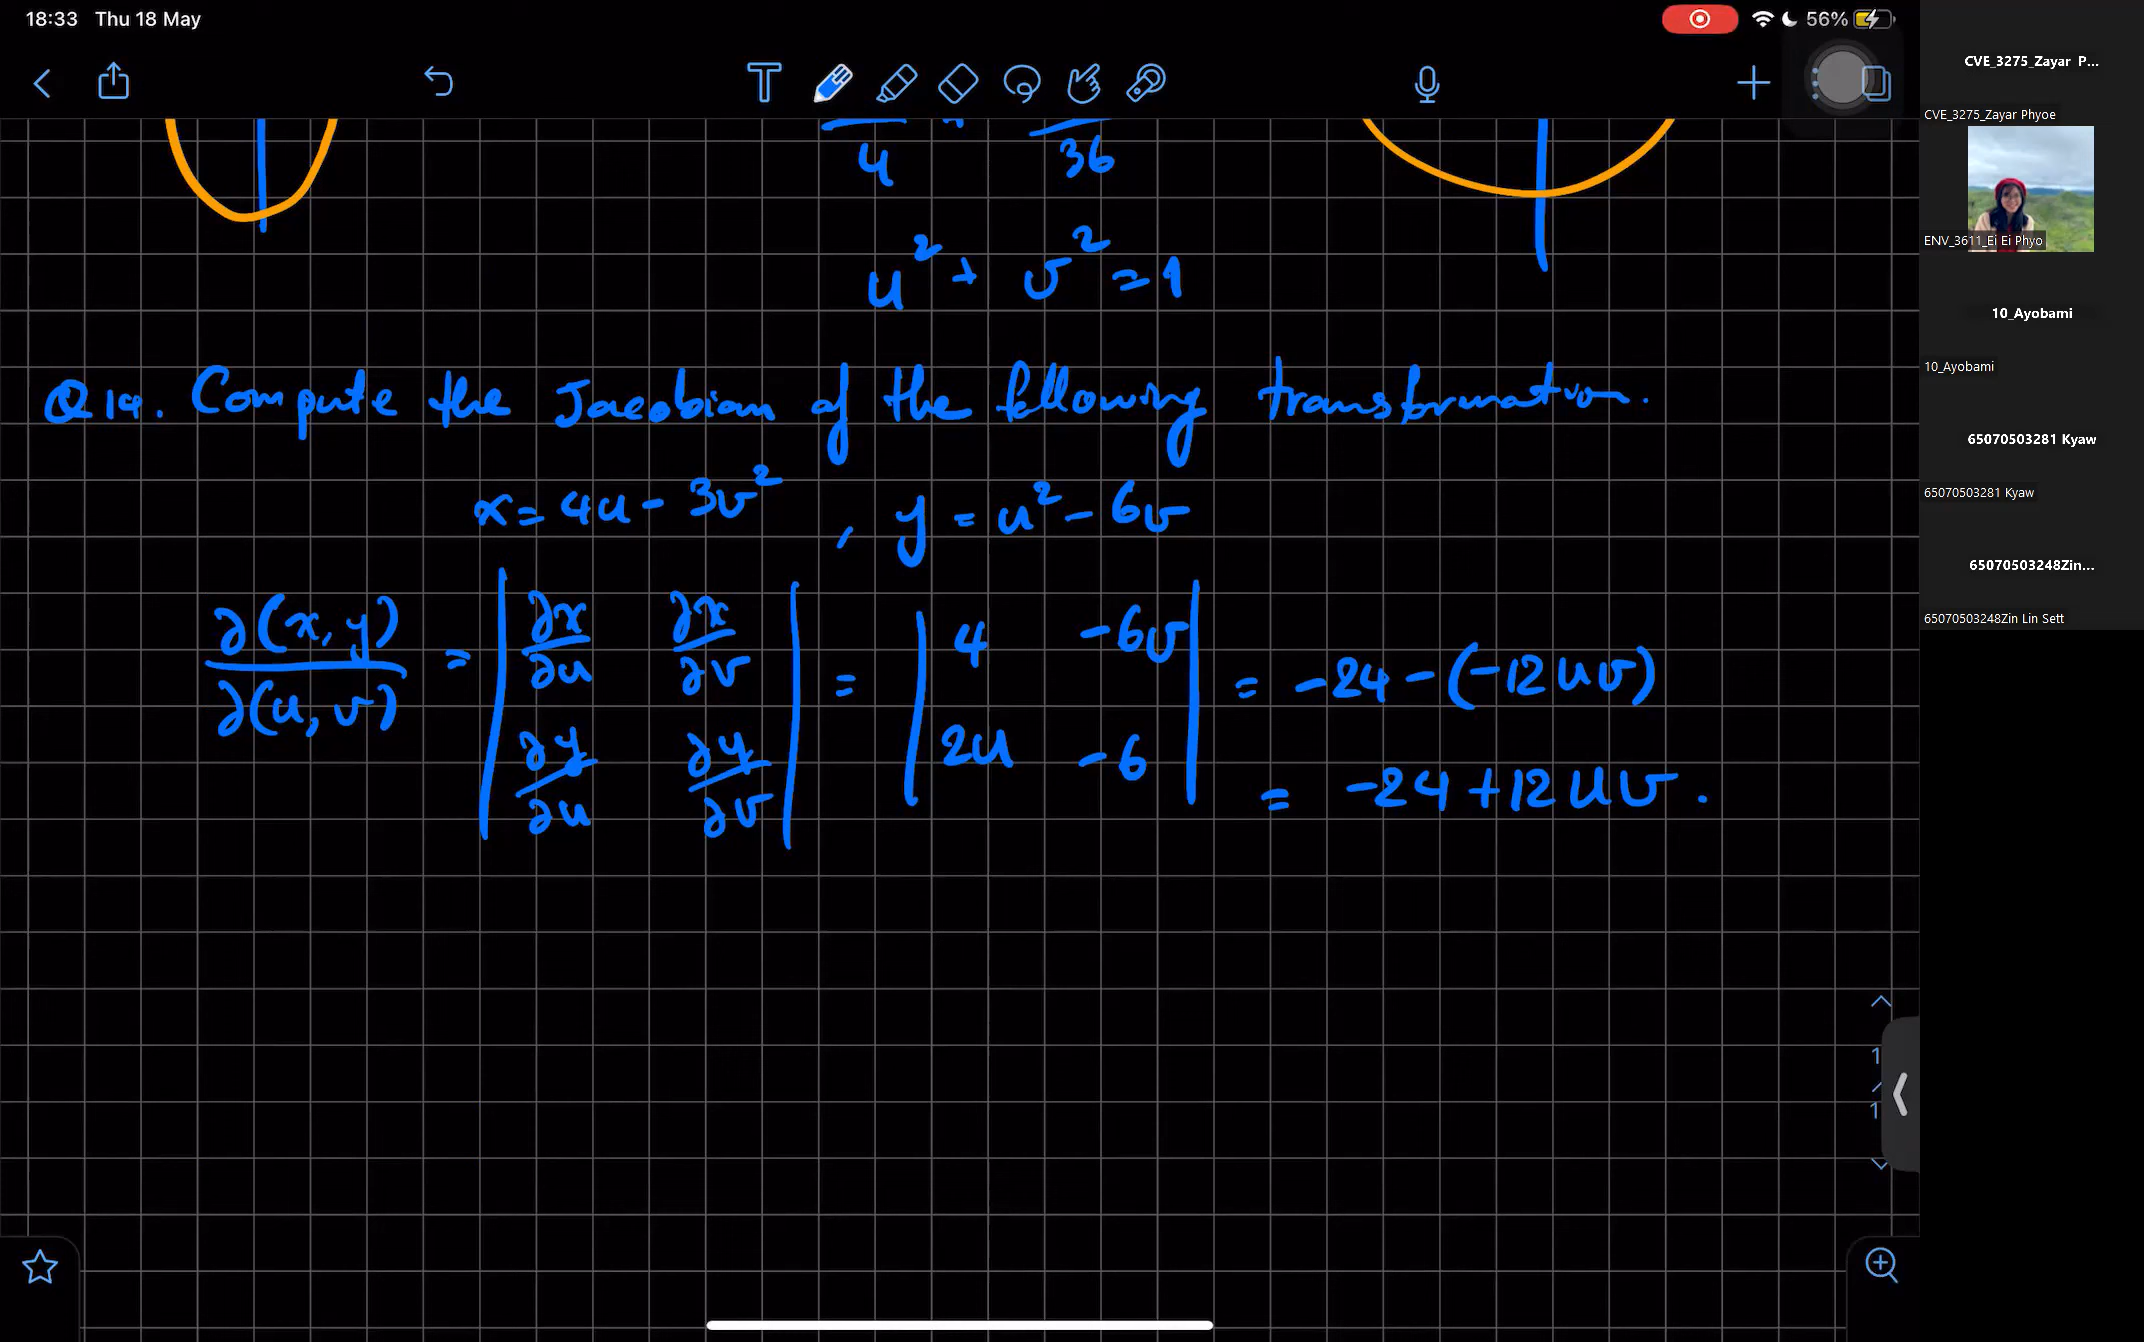 18:33 Thu 18 May
56%
4 36
u² + v² = 1
Q14. Compute the Jacobian of the following transformation.
x = 4u - 3v² , y = u² - 6v
∂(x, y) / ∂(u, v) = | ∂x/∂u ∂x/∂v ; ∂y/∂u ∂y/∂v | = | 4 -6v ; 2u -6 | = -24 - (-12uv)
= -24 + 12uv.
1
1
CVE_3275_Zayar P...
CVE_3275_Zayar Phyoe
ENV_3611_Ei Ei Phyo
10_Ayobami
10_Ayobami
65070503281 Kyaw
65070503281 Kyaw
65070503248Zin...
65070503248Zin Lin Sett